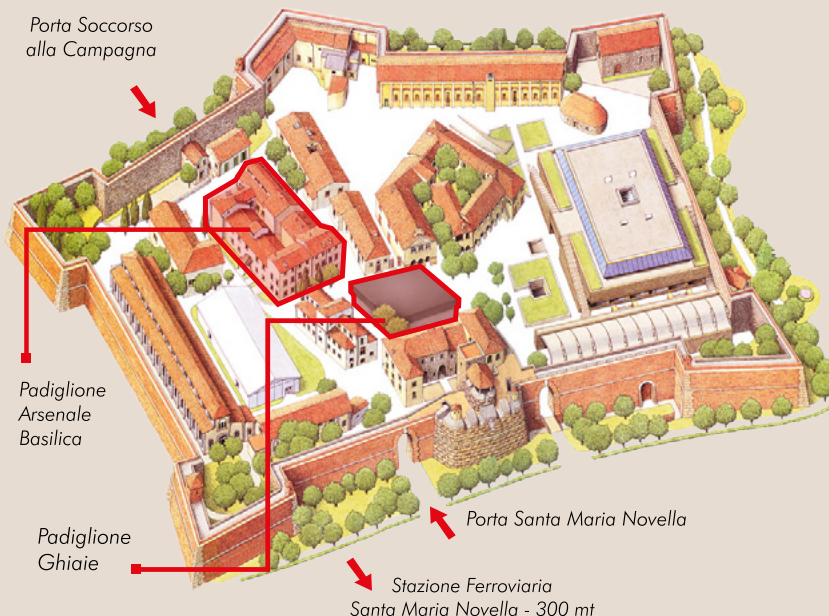 Porta Soccorso
alla Campagna
Padiglione
Arsenale
Basilica
Padiglione
Ghiaie
Porta Santa Maria Novella
Stazione Ferroviaria
Santa Maria Novella - 300 mt